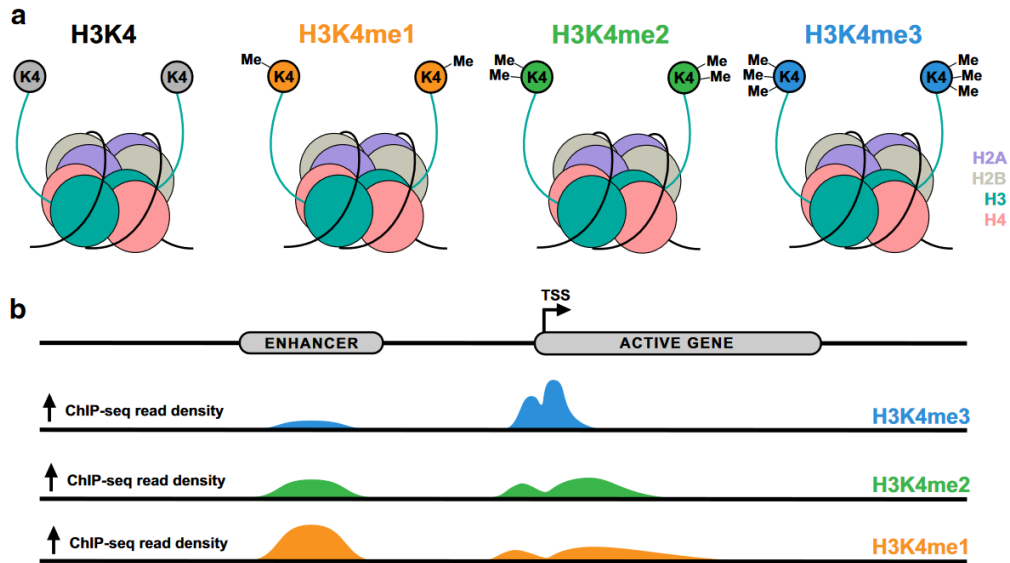 a
H3K4
H3K4me1
H3K4me2
H3K4me3
K4
K4
Me
K4
K4
Me
Me
Me
K4
K4
Me
Me
Me
Me
Me
K4
K4
Me
Me
Me
H2A
H2B
H3
H4
b
TSS
ENHANCER
ACTIVE GENE
ChIP-seq read density
H3K4me3
ChIP-seq read density
H3K4me2
ChIP-seq read density
H3K4me1